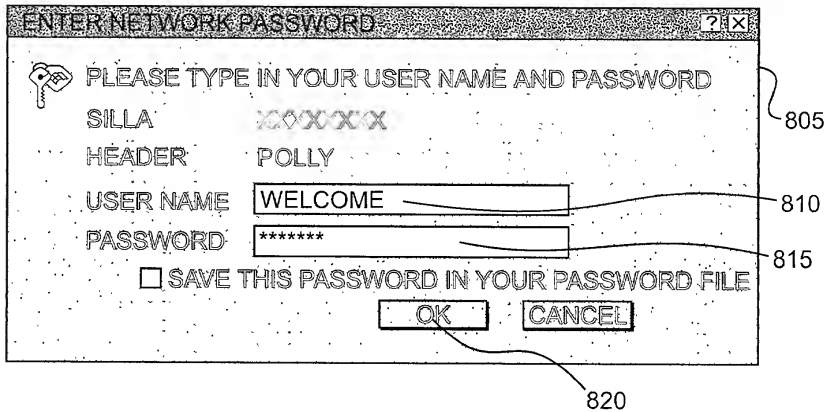 ENTER NETWORK PASSWORD ? X
PLEASE TYPE IN YOUR USER NAME AND PASSWORD
805
SILLA
HEADER POLLY
USER NAME WELCOME 810
PASSWORD ******* 815
SAVE THIS PASSWORD IN YOUR PASSWORD FILE
OK CANCEL
820